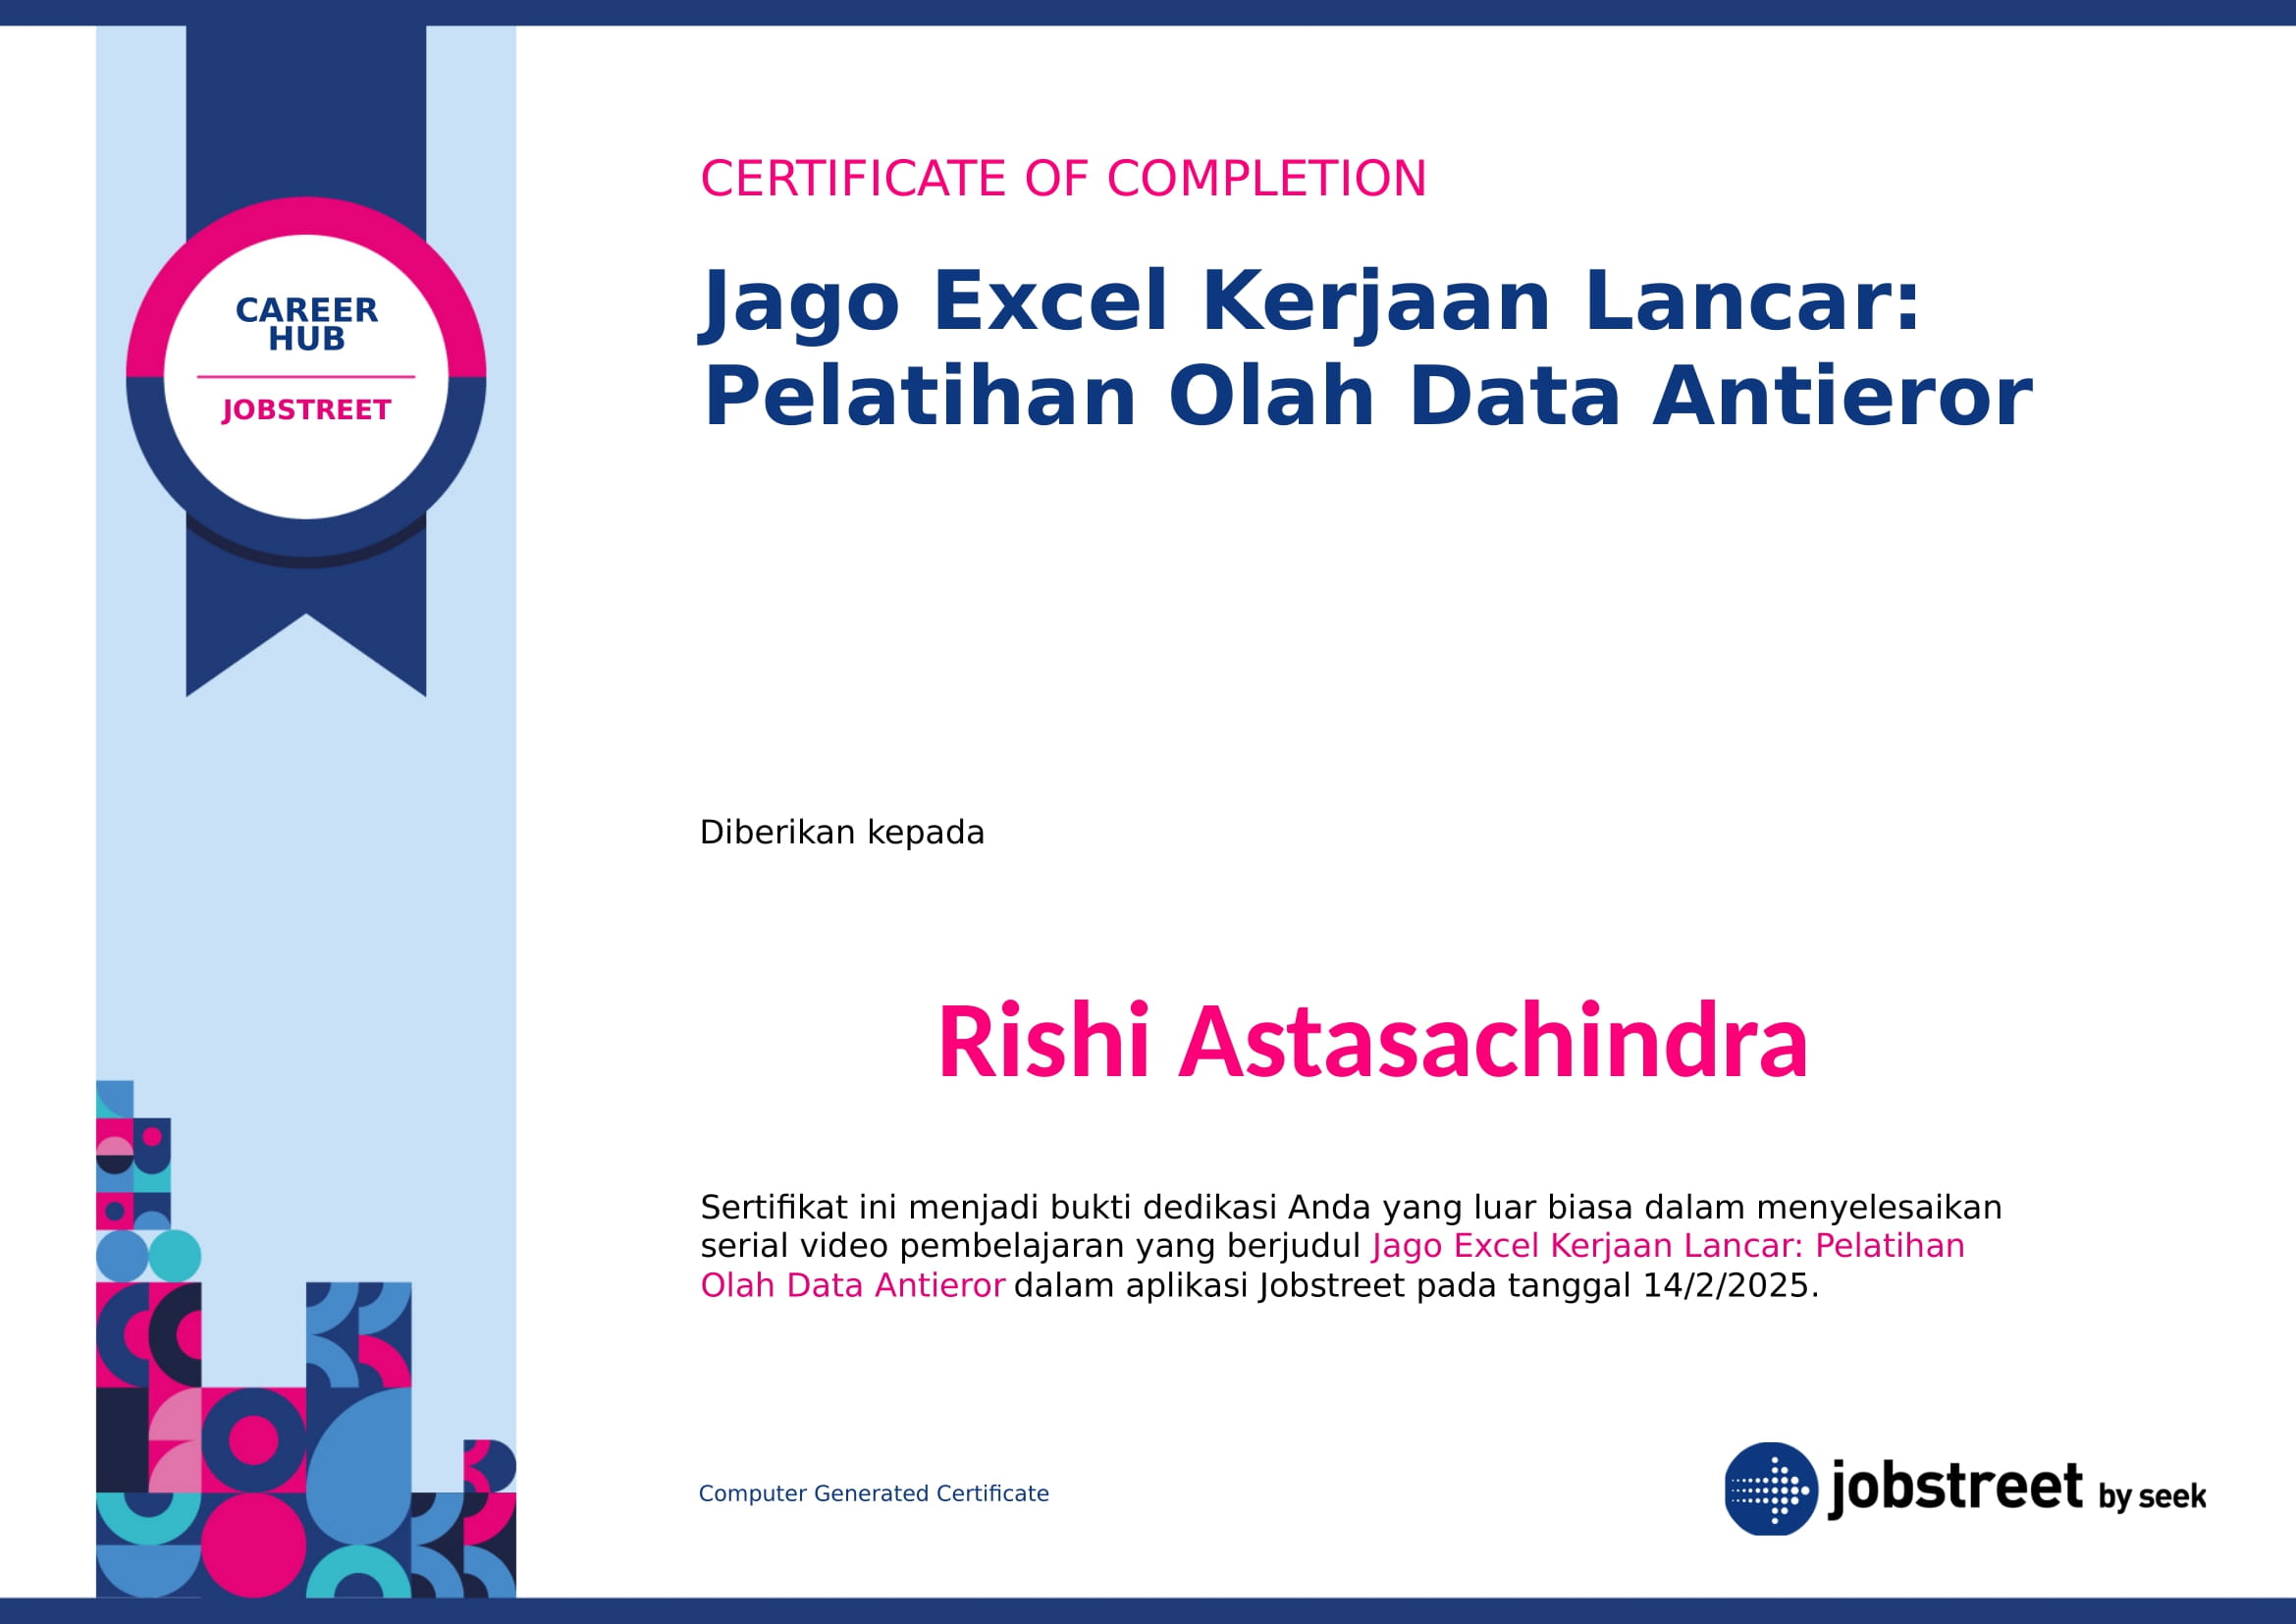 CAREER
HUB
JOBSTREET
CERTIFICATE OF COMPLETION
Jago Excel Kerjaan Lancar:
Pelatihan Olah Data Antieror
Diberikan kepada
Rishi Astasachindra
Sertifikat ini menjadi bukti dedikasi Anda yang luar biasa dalam menyelesaikan
serial video pembelajaran yang berjudul Jago Excel Kerjaan Lancar: Pelatihan
Olah Data Antieror dalam aplikasi Jobstreet pada tanggal 14/2/2025.
Computer Generated Certificate
jobstreet by seek